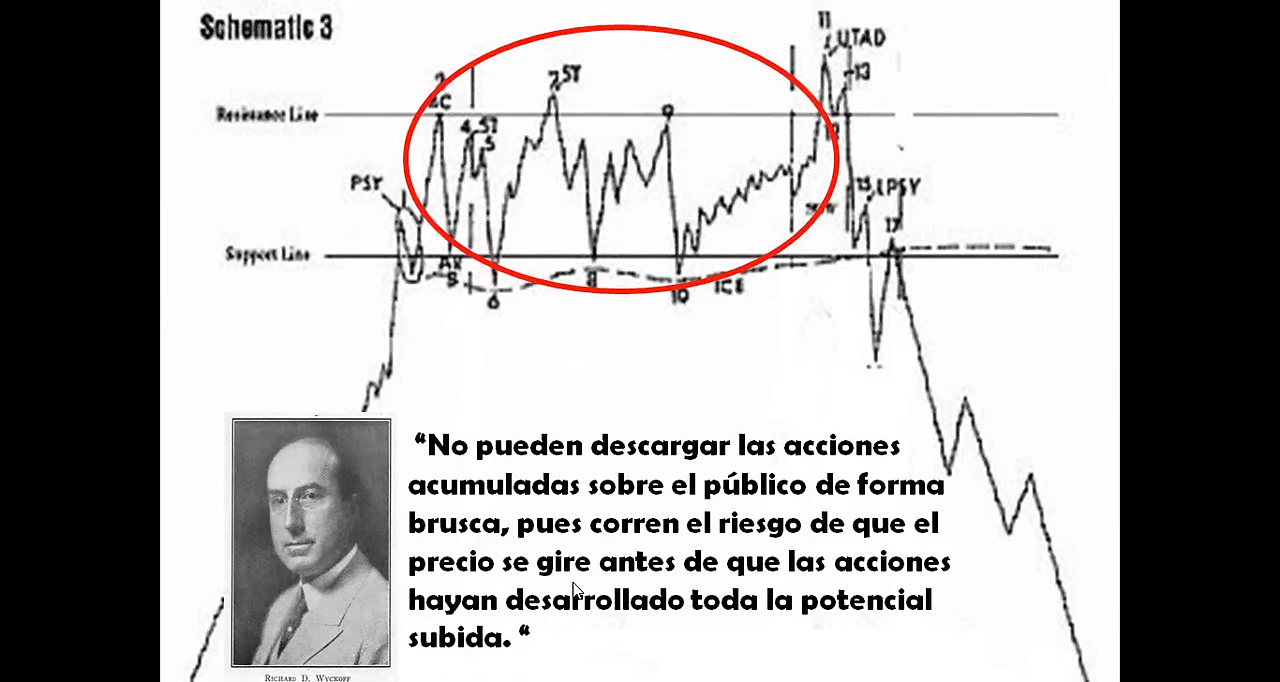 Schematic 3
11
UTAD
13
7 SY
2
BC
9
Resistance Line
4 ST
5
PSY
15 LPSY
17
Support Line
AR
8
ICE
6
10
"No pueden descargar las acciones
acumuladas sobre el público de forma
brusca, pues corren el riesgo de que el
precio se gire antes de que las acciones
hayan desarrollado toda la potencial
subida. "
RICHARD D. WYCKOFF